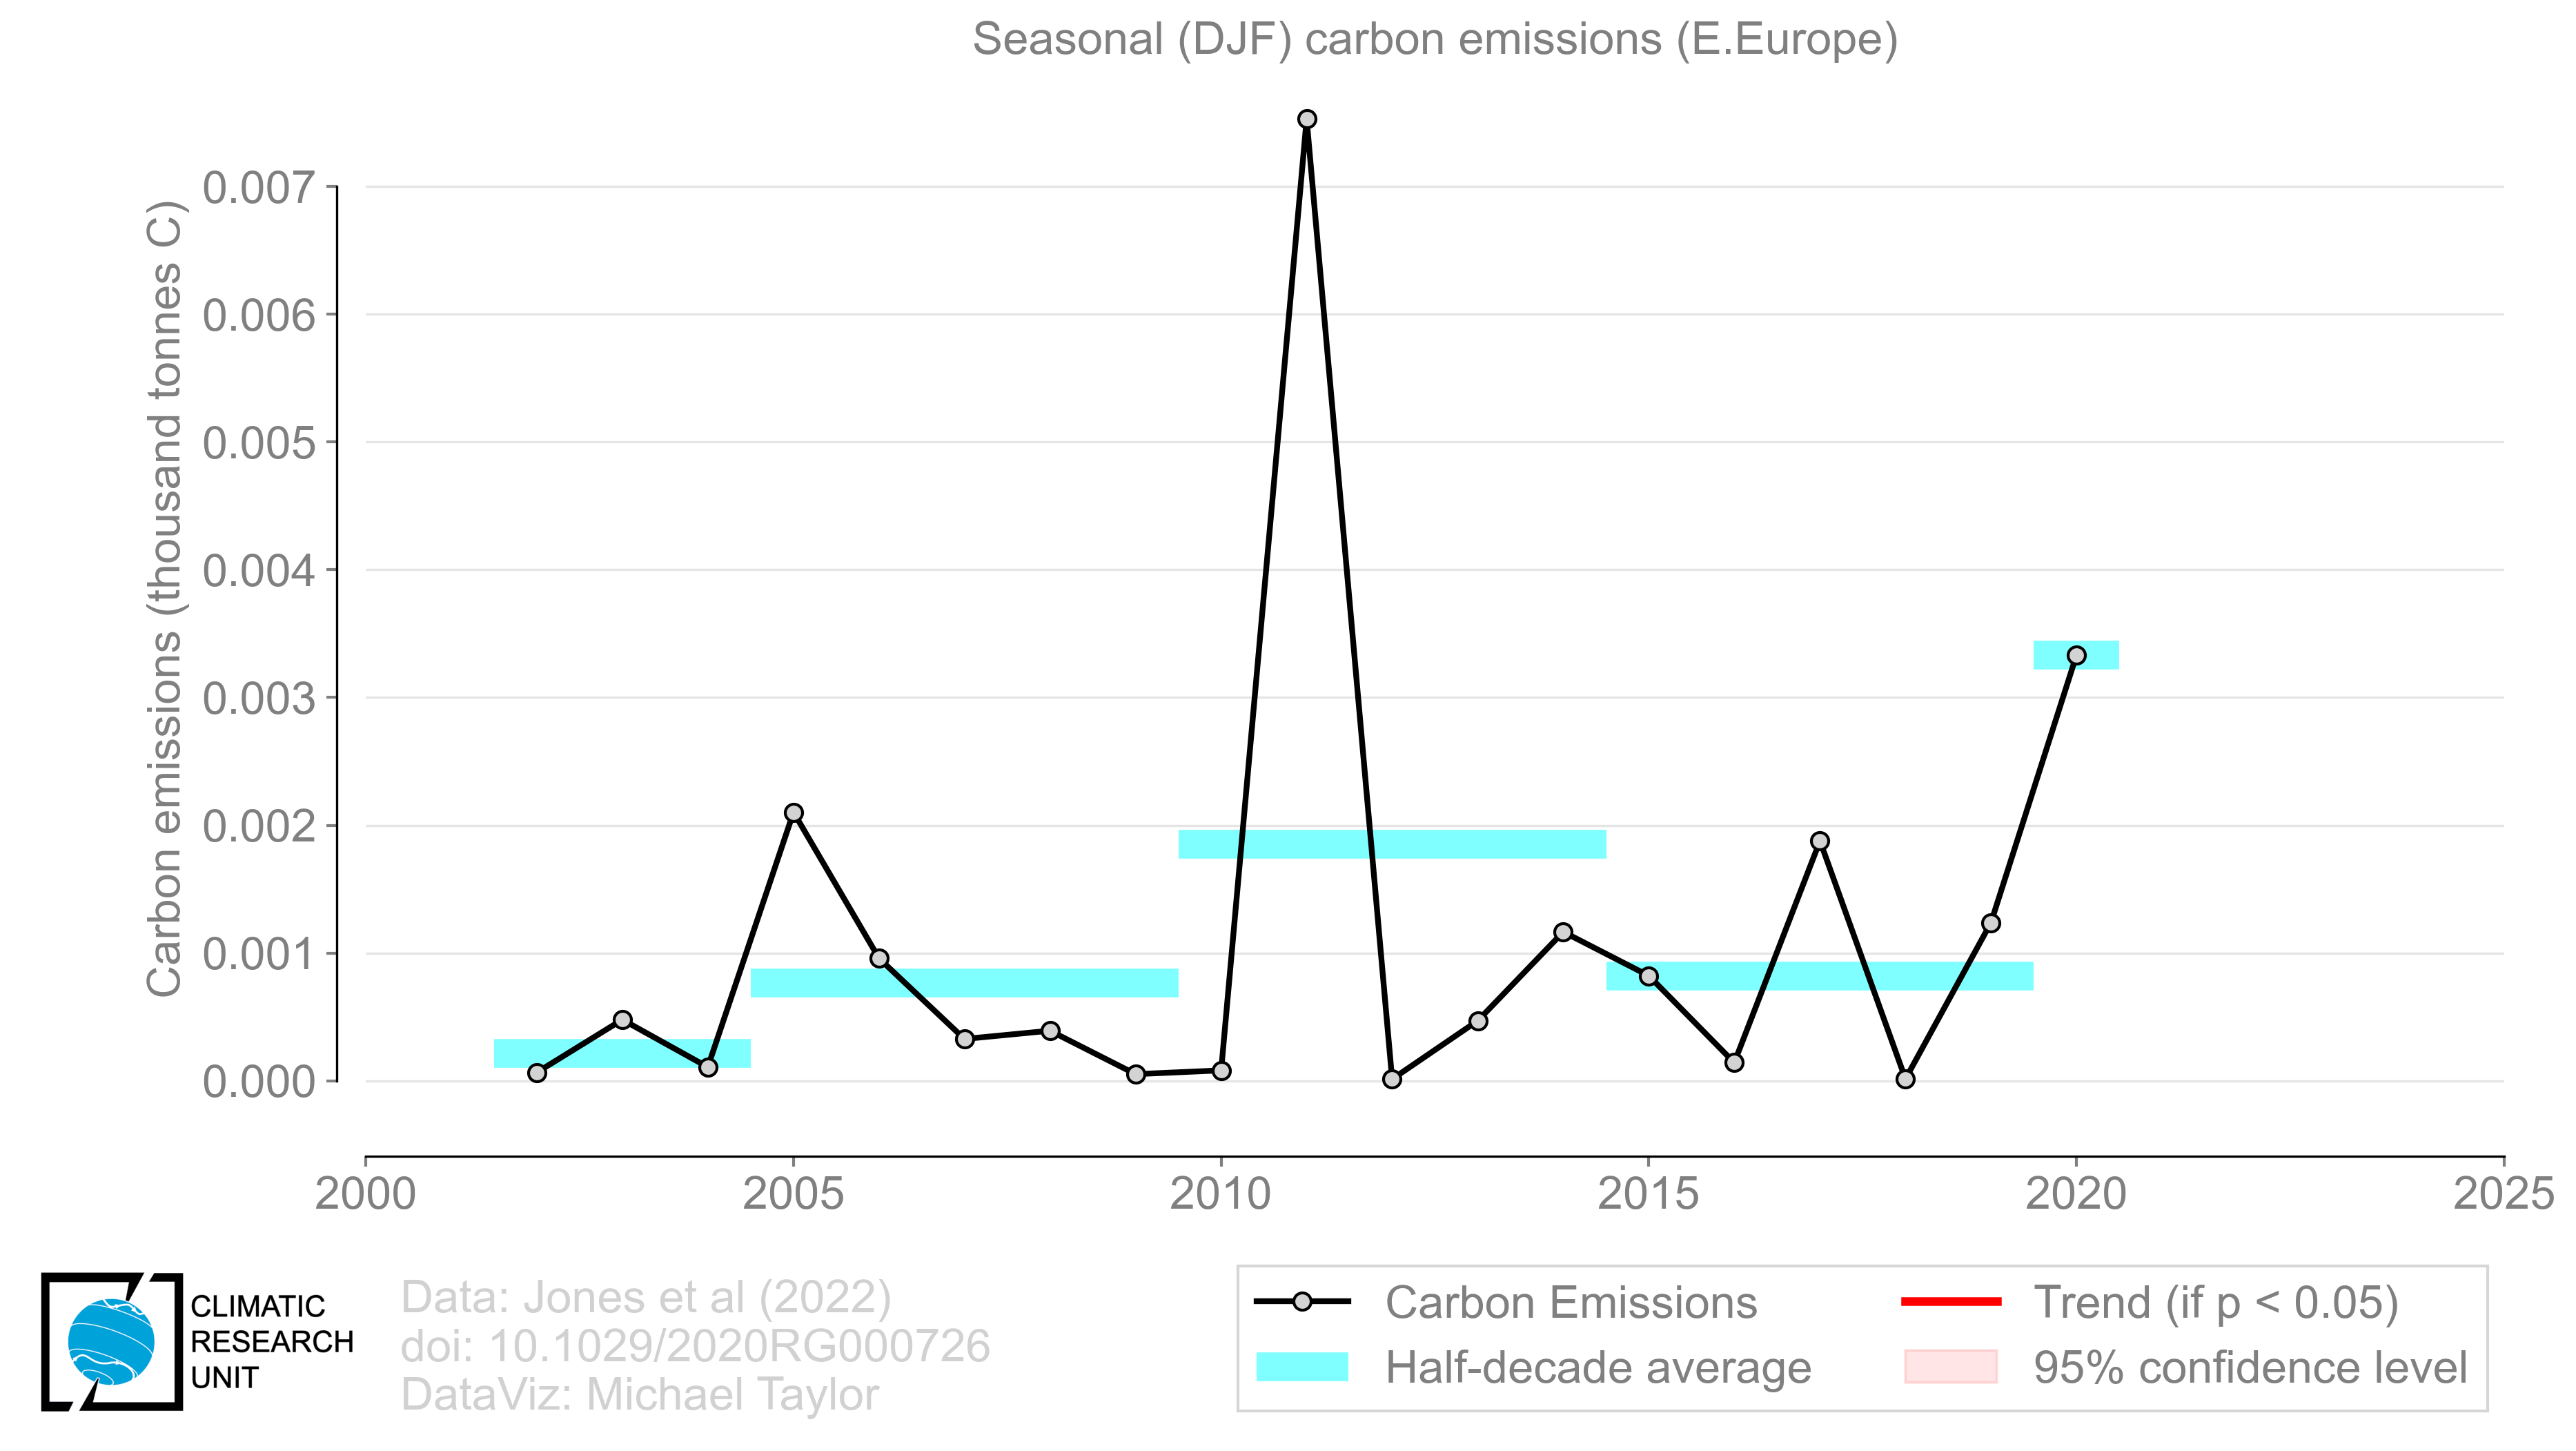 Seasonal (DJF) carbon emissions (E.Europe)
Carbon emissions (thousand tonnes C)
0.007
0.006
0.005
0.004
0.003
0.002
0.001
0.000
2000 2005 2010 2015 2020 2025
CLIMATIC
RESEARCH
UNIT
Data: Jones et al (2022)
doi: 10.1029/2020RG000726
DataViz: Michael Taylor
Carbon Emissions
Half-decade average
Trend (if p < 0.05)
95% confidence level